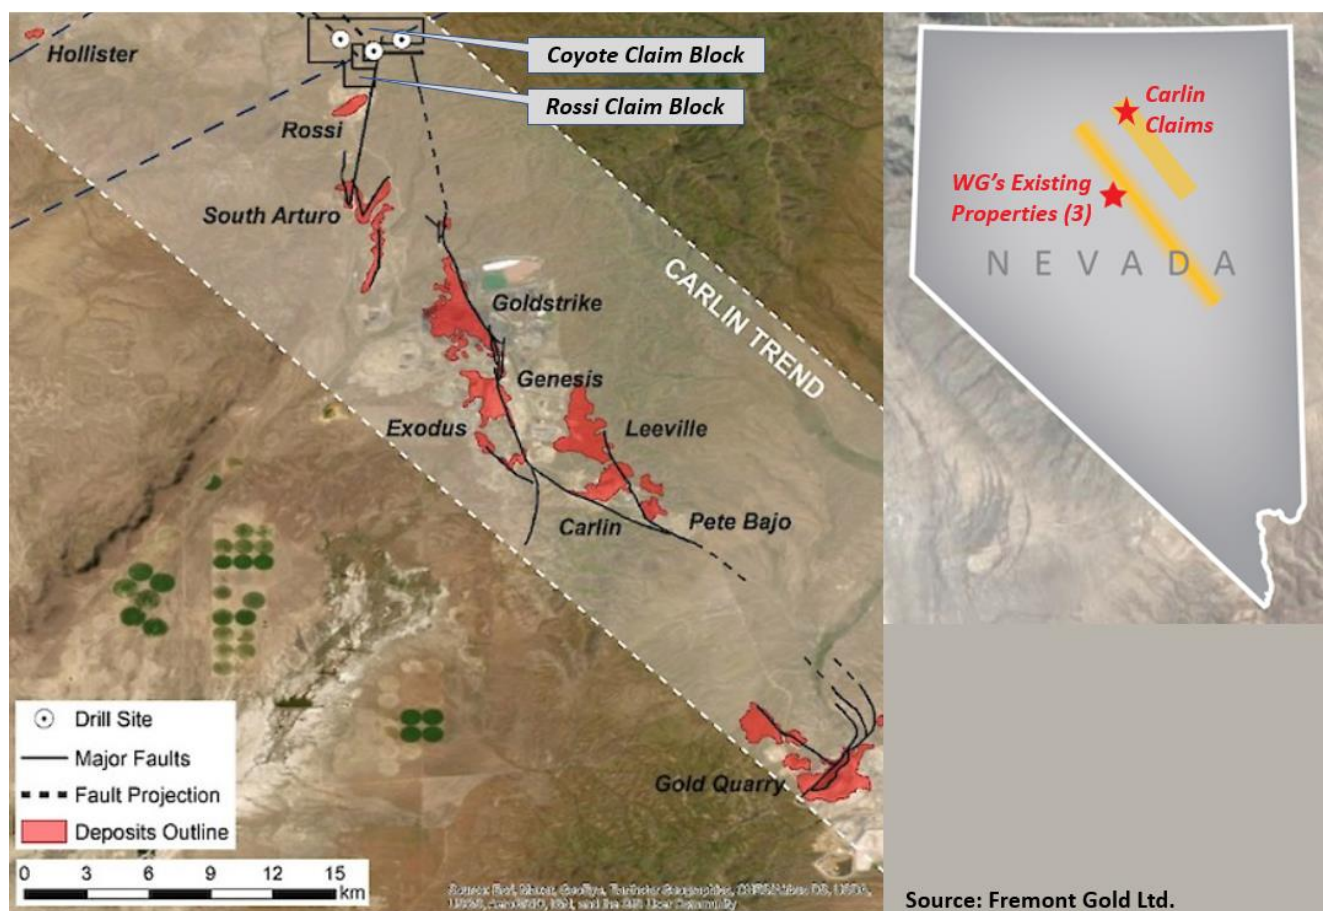 Hollister
Coyote Claim Block
Rossi Claim Block
Rossi
South Arturo
CARLIN TREND
Goldstrike
Genesis
Exodus
Leeville
Carlin
Pete Bajo
Gold Quarry
Drill Site
Major Faults
Fault Projection
Deposits Outline
0 3 6 9 12 15
km
Carlin
Claims
WG's Existing
Properties (3)
NEVADA
Source: Fremont Gold Ltd.